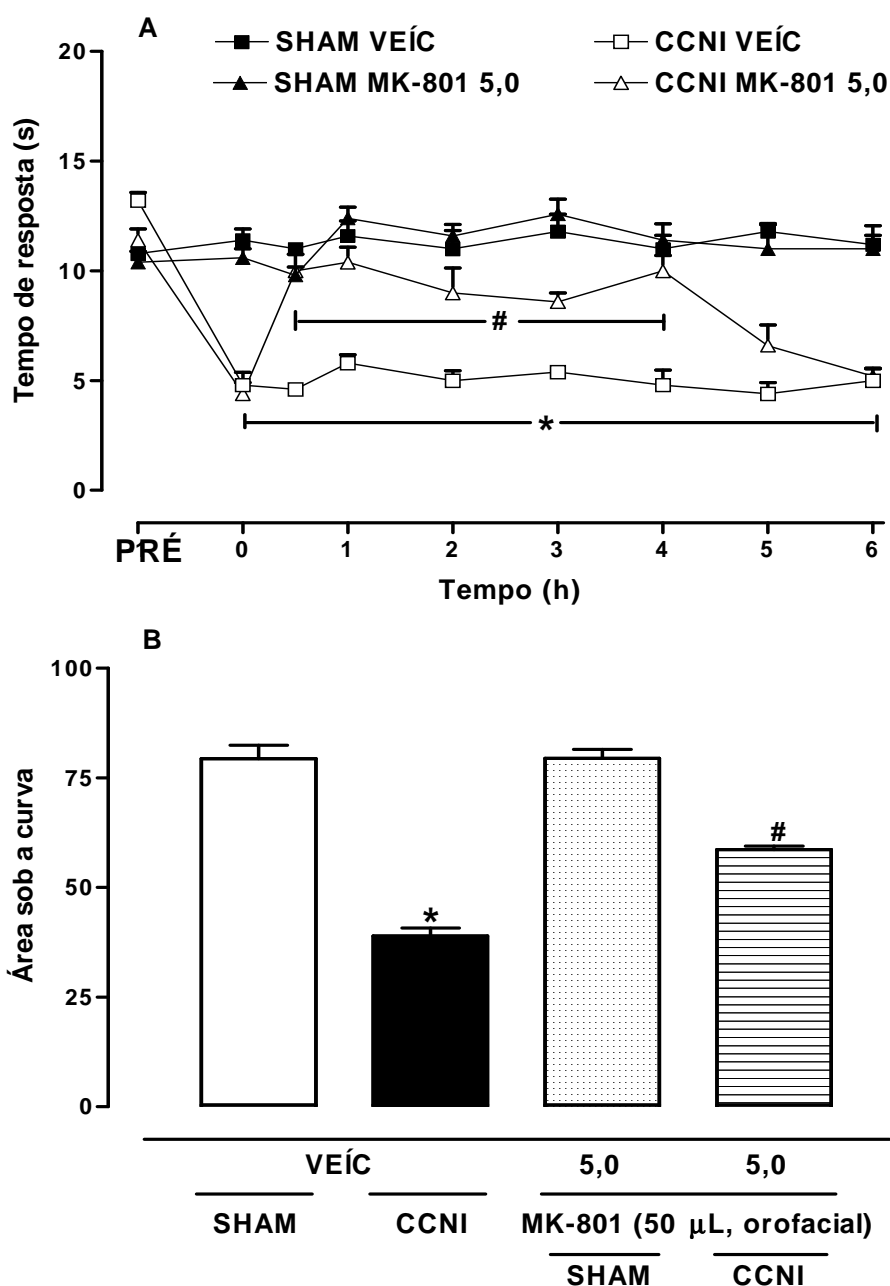 A
SHAM VEÍC CCNI VEÍC
SHAM MK-801 5,0 CCNI MK-801 5,0
20
15
10
5
0
Tempo de resposta (s)
#
*
PRÉ 0 1 2 3 4 5 6
Tempo (h)
B
100
75
50
25
0
Área sob a curva
*
#
VEÍC 5,0 5,0
SHAM CCNI MK-801 (50 μL, orofacial)
SHAM CCNI